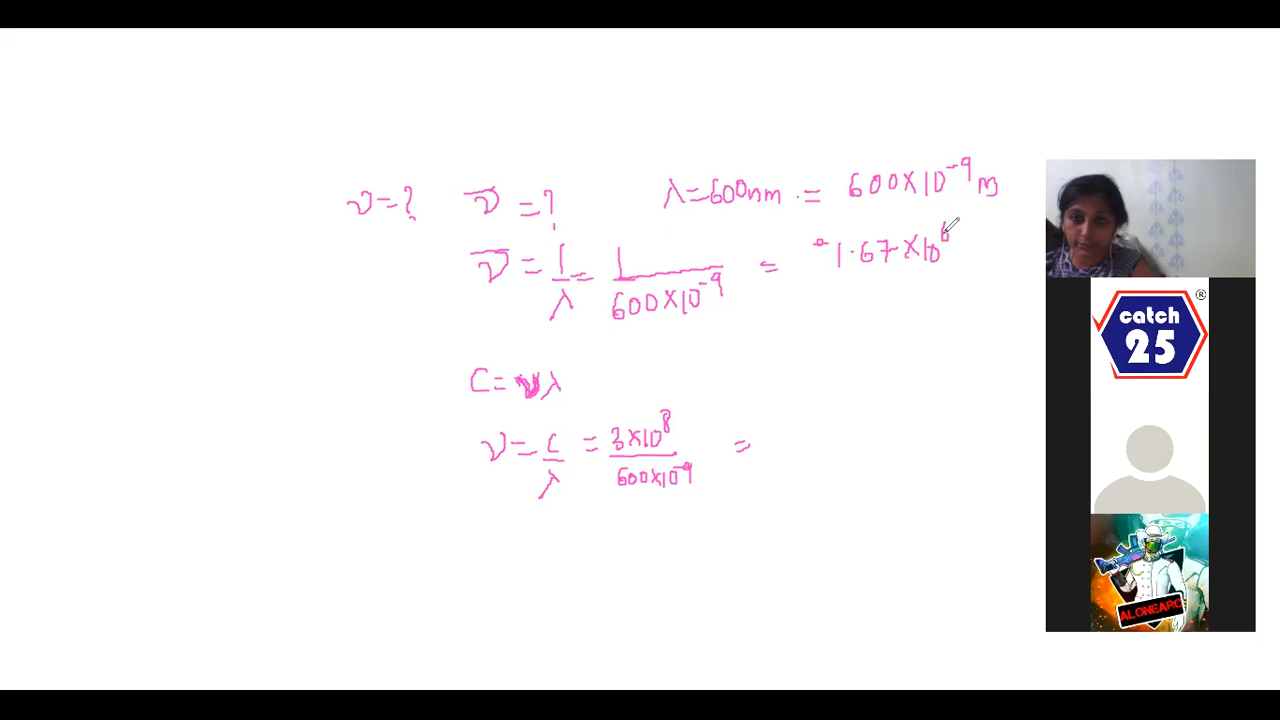 ν=? ν̅ =? λ=600nm .= 600×10⁻⁹ m
ν̅ = 1/λ = 1/600×10⁻⁹ = 1.67×10⁶
C= νλ
ν = c/λ = 3×10⁸/600×10⁻⁹ =
catch ®
25
ALONEARC